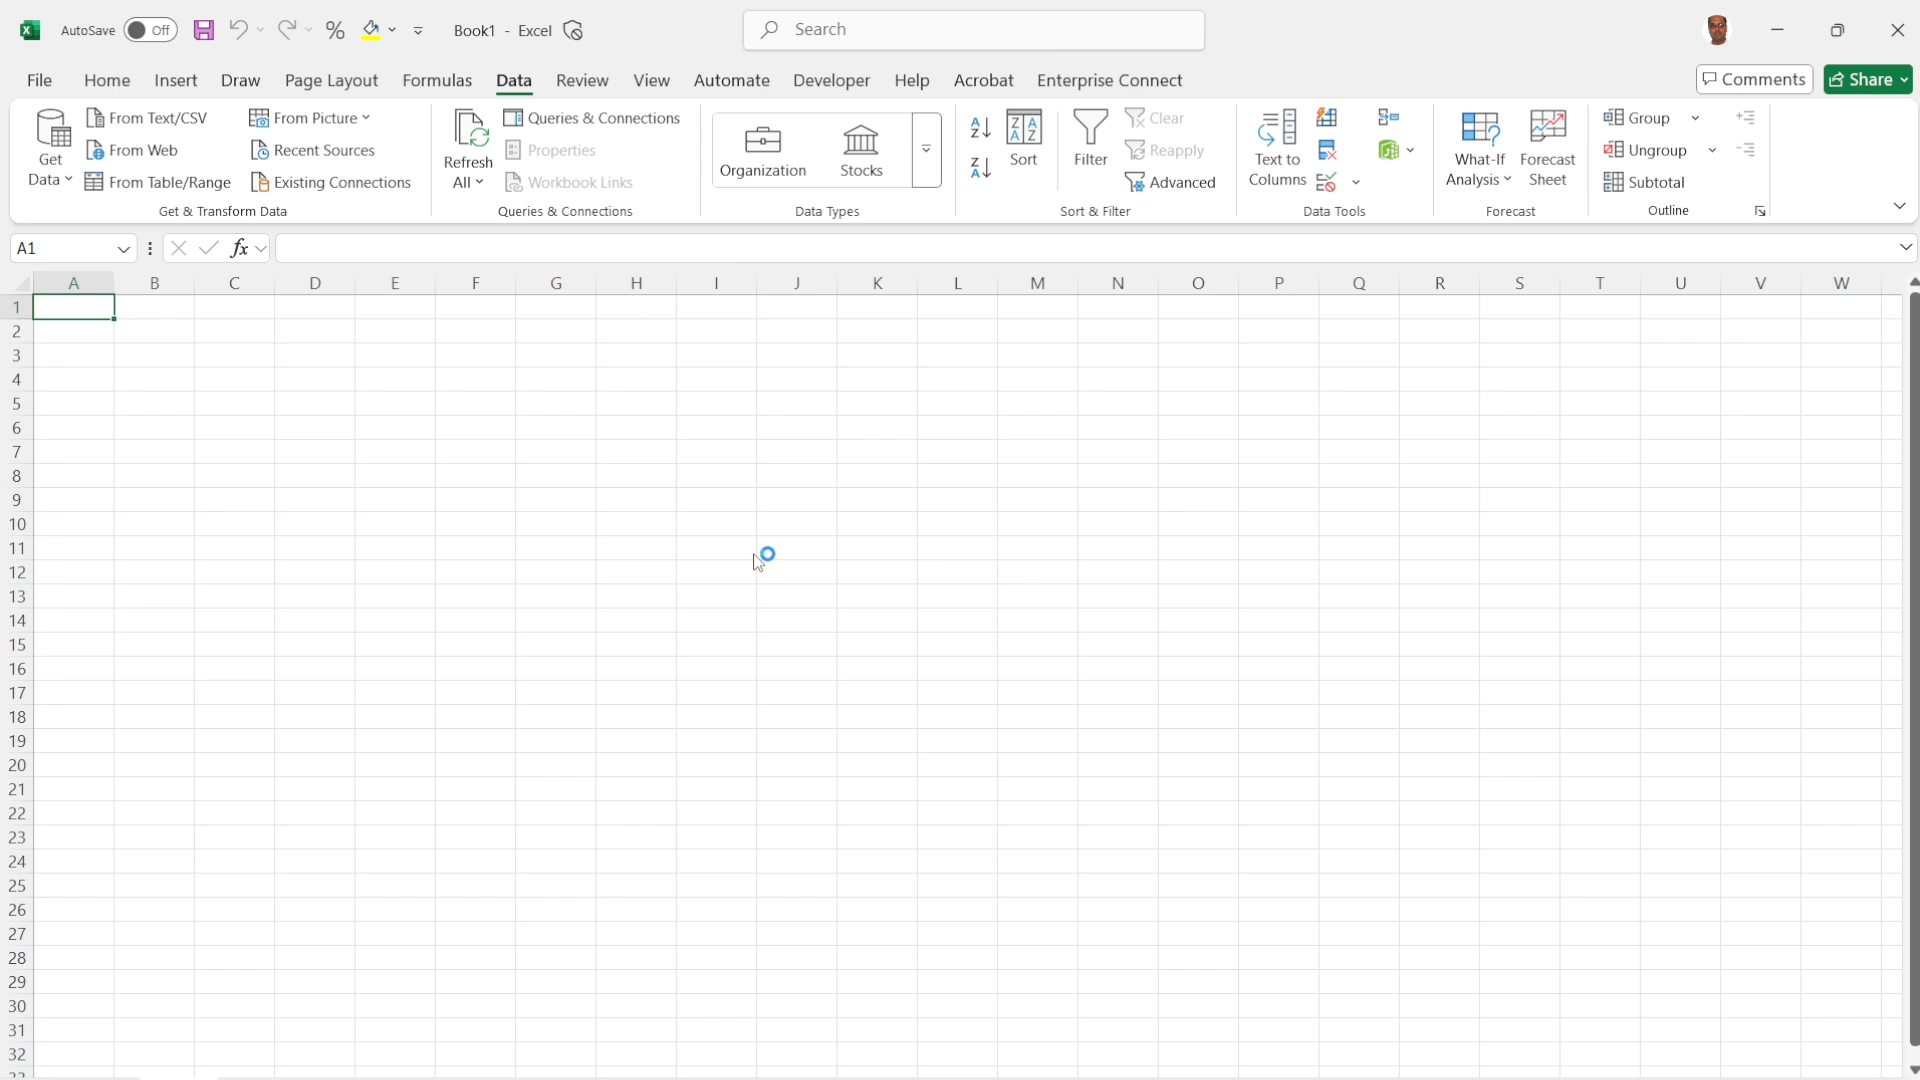 AutoSave Off Book1 - Excel Search
File Home Insert Draw Page Layout Formulas Data Review View Automate Developer Help Acrobat Enterprise Connect Comments Share
Get Data
From Text/CSV
From Web
From Table/Range
From Picture
Recent Sources
Existing Connections
Get & Transform Data
Refresh All
Queries & Connections
Properties
Workbook Links
Queries & Connections
Organization Stocks
Data Types
Sort
Filter
Clear
Reapply
Advanced
Sort & Filter
Text to Columns
Data Tools
What-If Analysis
Forecast Sheet
Forecast
Group
Ungroup
Subtotal
Outline
A1 fx
A B C D E F G H I J K L M N O P Q R S T U V W
1
2
3
4
5
6
7
8
9
10
11
12
13
14
15
16
17
18
19
20
21
22
23
24
25
26
27
28
29
30
31
32